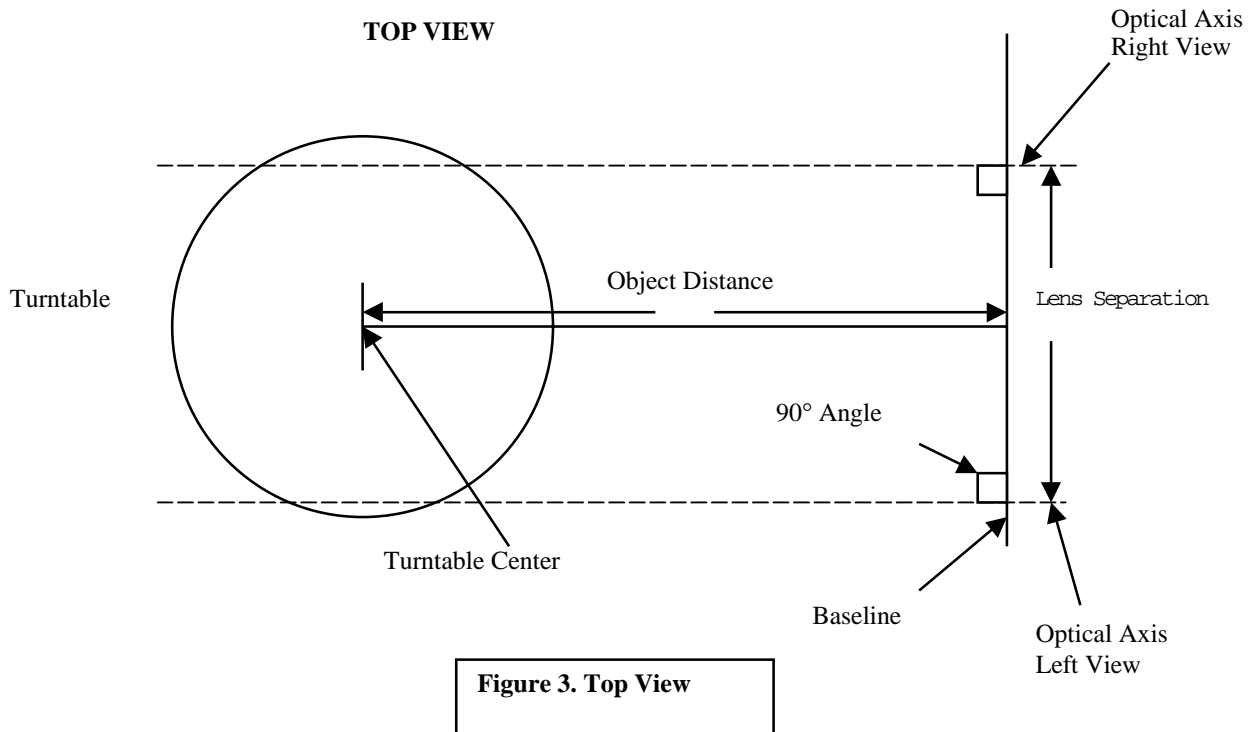 TOP VIEW
Optical Axis
Right View
Object Distance
Turntable
Lens Separation
90° Angle
Turntable Center
Baseline
Optical Axis
Left View
Figure 3. Top View